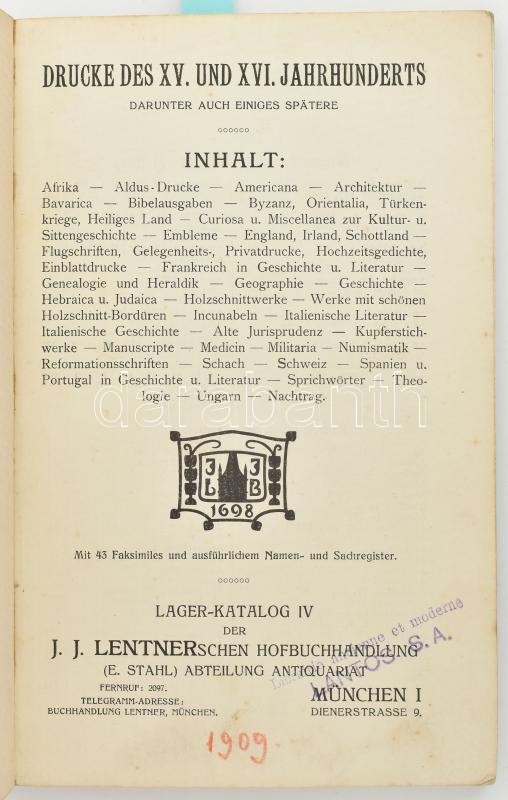 DRUCKE DES XV. UND XVI. JAHRHUNDERTS
DARUNTER AUCH EINIGES SPÄTERE
INHALT:
Afrika — Aldus-Drucke — Americana — Architektur —
Bavarica — Bibelausgaben — Byzanz, Orientalia, Türken-
kriege, Heiliges Land — Curiosa u. Miscellanea zur Kultur- u.
Sittengeschichte — Embleme — England, Irland, Schottland —
Flugschriften, Gelegenheits-, Privatdrucke, Hochzeitsgedichte,
Einblattdrucke — Frankreich in Geschichte u. Literatur —
Genealogie und Heraldik — Geographie — Geschichte —
Hebraica u. Judaica — Holzschnittwerke — Werke mit schönen
Holzschnitt-Bordüren — Incunabeln — Italienische Literatur —
Italienische Geschichte — Alte Jurisprudenz — Kupferstich-
werke — Manuscripte — Medicin — Militaria — Numismatik —
Reformationsschriften — Schach — Schweiz — Spanien u.
Portugal in Geschichte u. Literatur — Sprichwörter — Theo-
logie — Ungarn — Nachtrag.
darabanth
J J
L B
1698
Mit 43 Faksimiles und ausführlichem Namen- und Sachregister.
LAGER-KATALOG IV
DER
J. J. LENTNERSCHEN HOFBUCHHANDLUNG
(E. STAHL) ABTEILUNG ANTIQUARIAT
FERNRUF: 2097.
TELEGRAMM-ADRESSE:
BUCHHANDLUNG LENTNER, MÜNCHEN.
MÜNCHEN I
DIENERSTRASSE 9.
et moderne
LANTOS S.A.
1909.